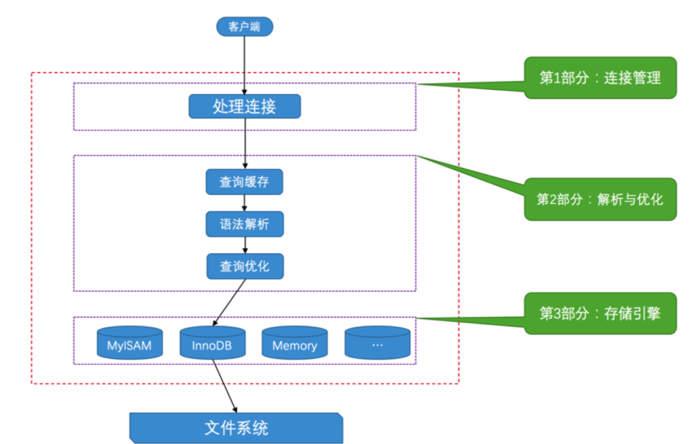 客户端
第1部分：连接管理
处理连接
查询缓存
第2部分：解析与优化
语法解析
查询优化
第3部分：存储引擎
MyISAM
InnoDB
Memory
…
文件系统